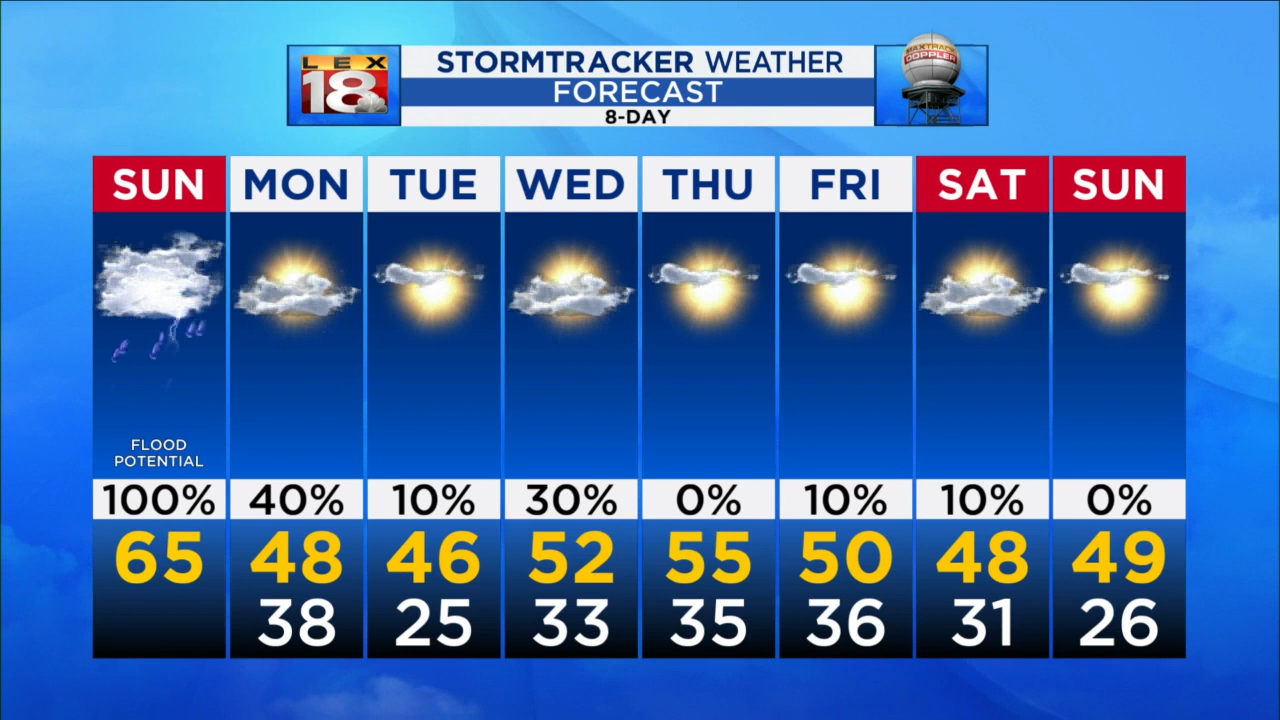 LEX
18
STORMTRACKER WEATHER
FORECAST
8-DAY
MAXTRACK
DOPPLER
SUN MON TUE WED THU FRI SAT SUN
FLOOD
POTENTIAL
100% 40% 10% 30% 0% 10% 10% 0%
65 48 46 52 55 50 48 49
38 25 33 35 36 31 26